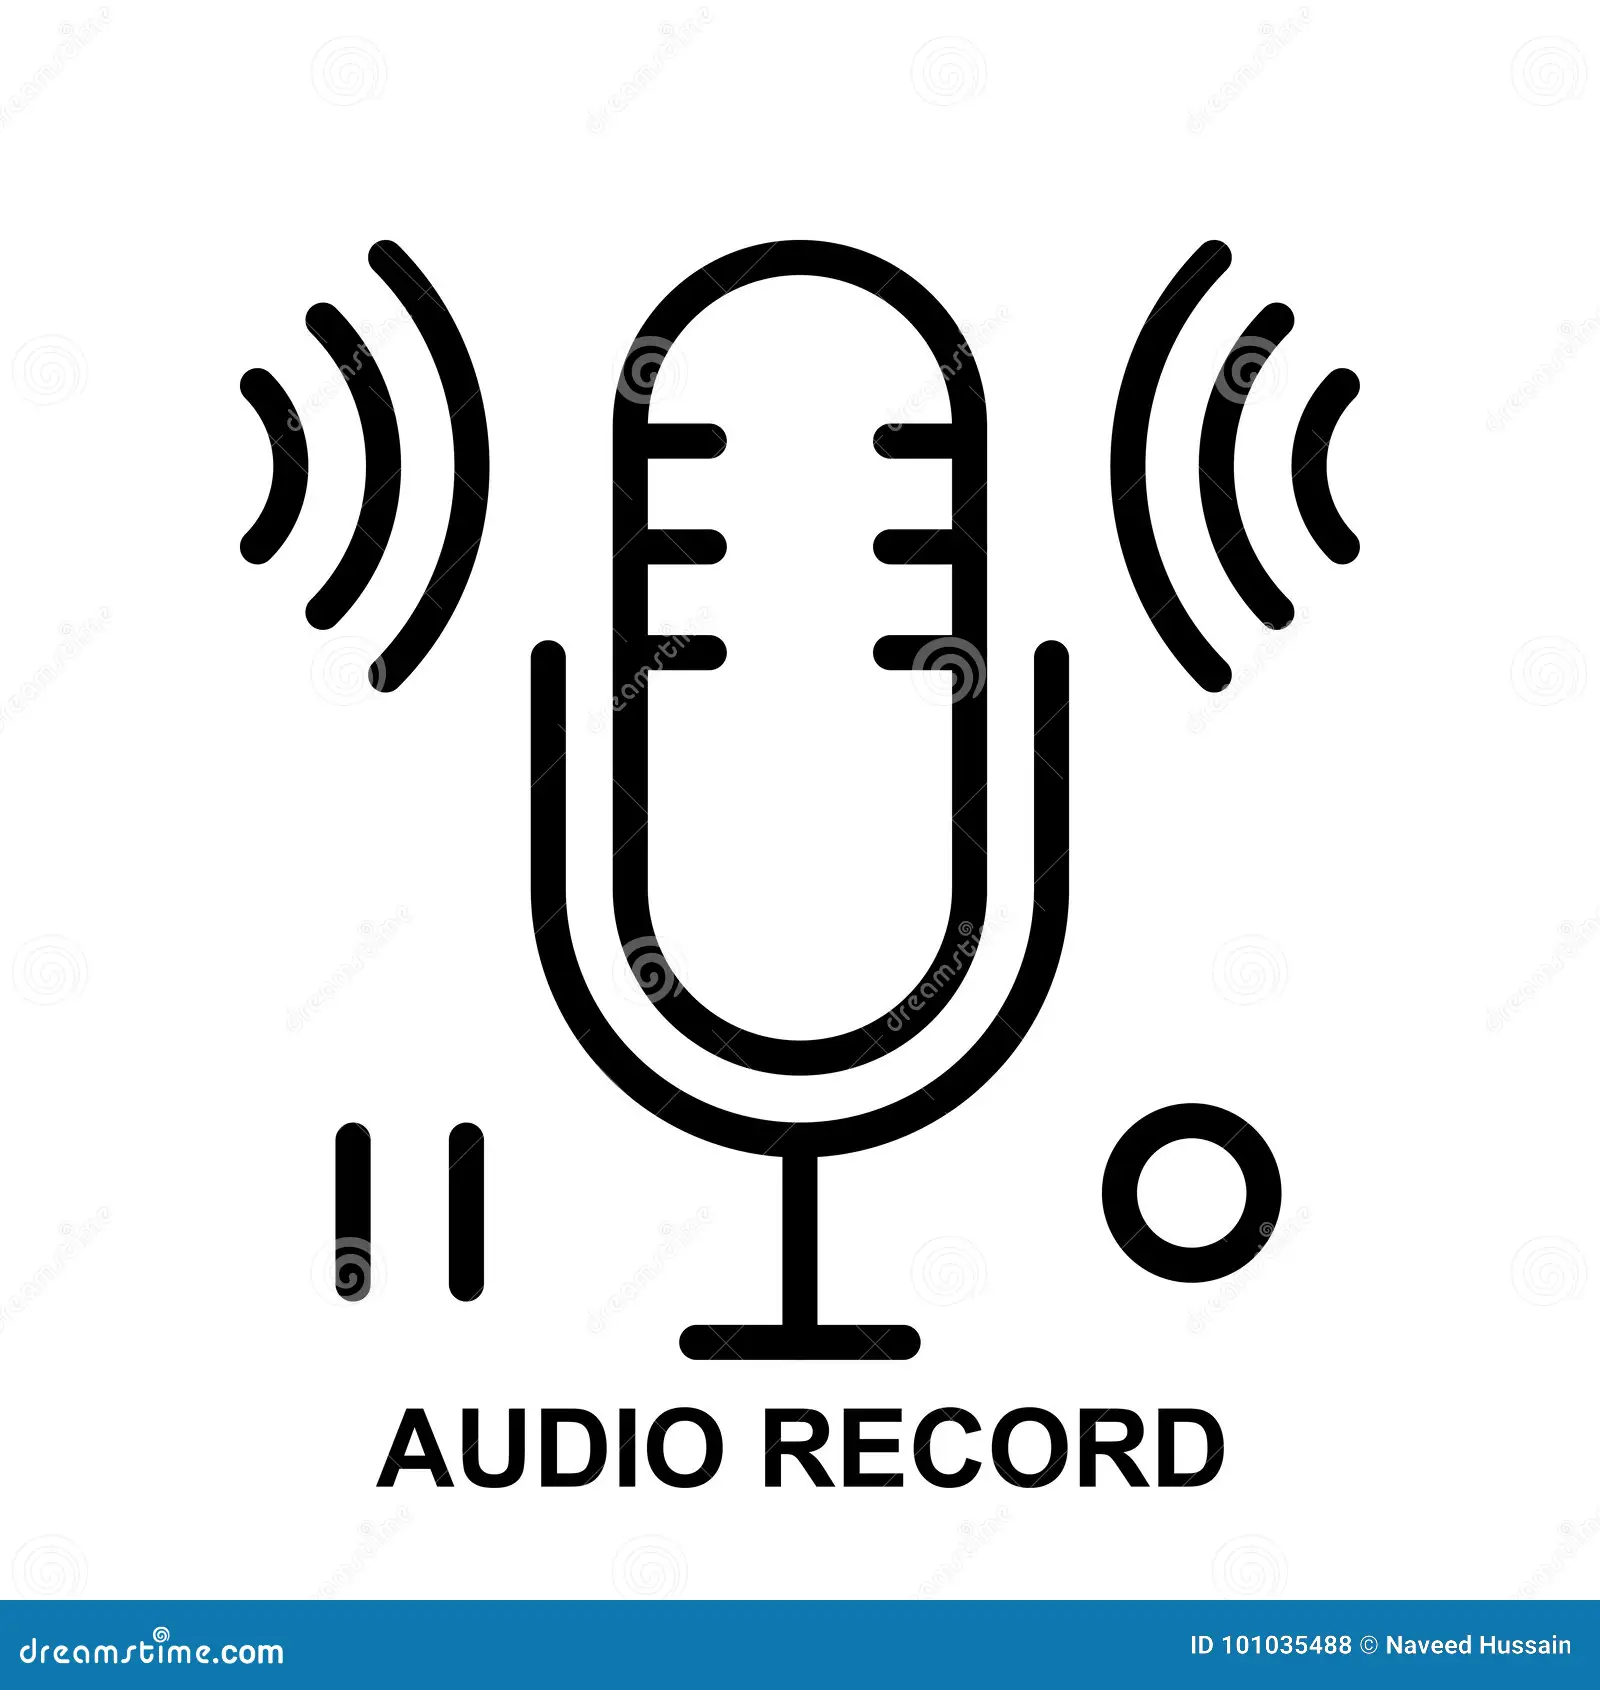 AUDIO RECORD
dreamstime.com
ID 101035488 © Naveed Hussain